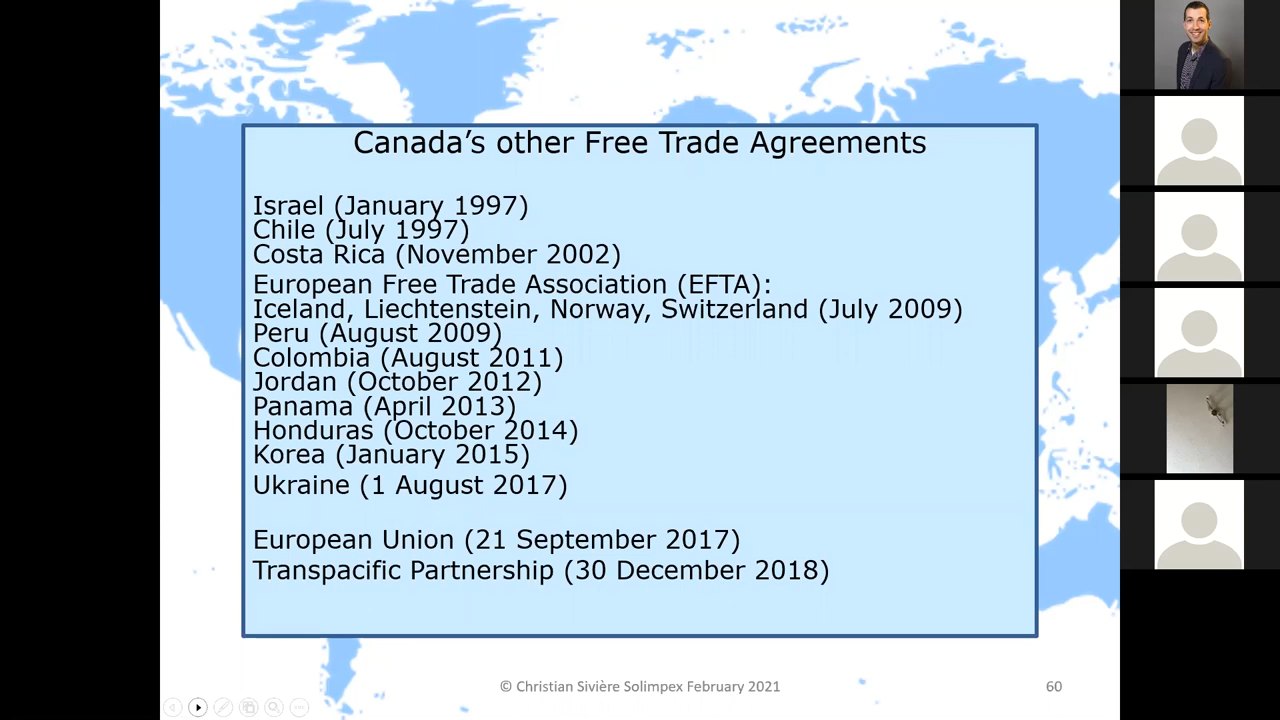 Canada’s other Free Trade Agreements
Israel (January 1997)
Chile (July 1997)
Costa Rica (November 2002)
European Free Trade Association (EFTA):
Iceland, Liechtenstein, Norway, Switzerland (July 2009)
Peru (August 2009)
Colombia (August 2011)
Jordan (October 2012)
Panama (April 2013)
Honduras (October 2014)
Korea (January 2015)
Ukraine (1 August 2017)
European Union (21 September 2017)
Transpacific Partnership (30 December 2018)
© Christian Sivière Solimpex February 2021
60